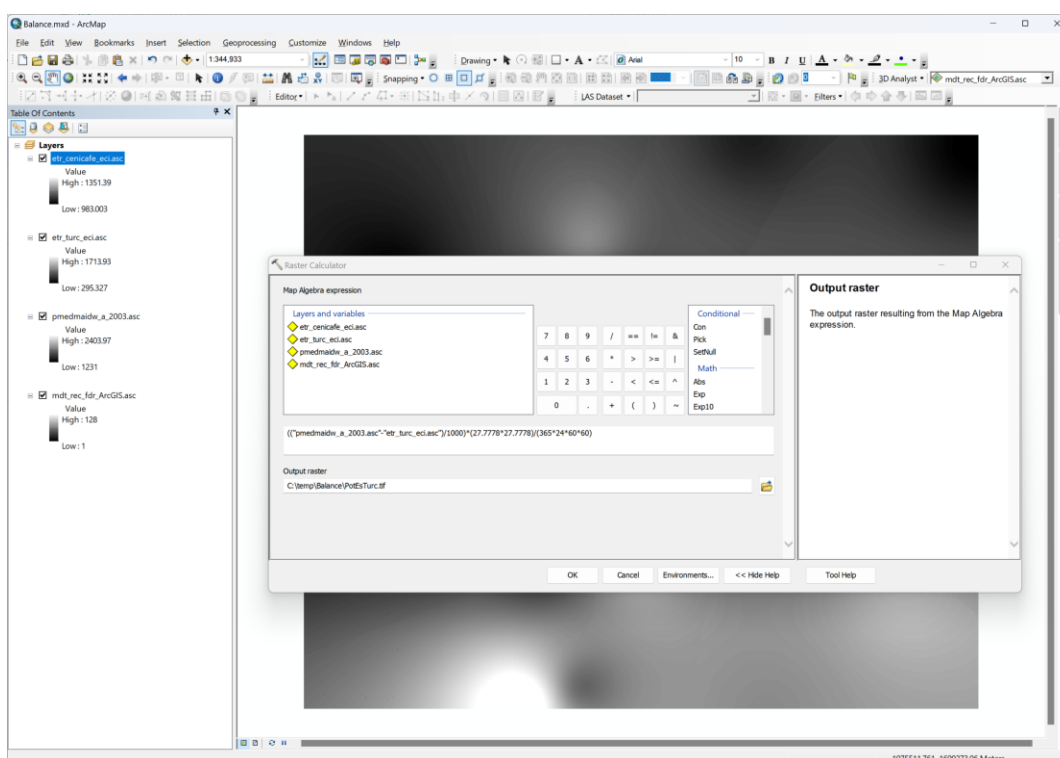 Balance.mxd - ArcMap
File Edit View Bookmarks Insert Selection Geoprocessing Customize Windows Help
1:344,933
Drawing
Arial
10
B I U A
Snapping
3D Analyst
mdt_rec_fdr_ArcGIS.asc
Editor
LAS Dataset
Filters
Table Of Contents
Layers
etr_cenicafe_eci.asc
Value
High : 1351.39
Low : 983.003
etr_turc_eci.asc
Value
High : 1713.93
Low : 295.327
pmedmaidw_a_2003.asc
Value
High : 2403.97
Low : 1231
mdt_rec_fdr_ArcGIS.asc
Value
High : 128
Low : 1
Raster Calculator
Map Algebra expression
Layers and variables
etr_cenicafe_eci.asc
etr_turc_eci.asc
pmedmaidw_a_2003.asc
mdt_rec_fdr_ArcGIS.asc
7 8 9 / == != &
4 5 6 * > >= |
1 2 3 - < <= ^
0 . + ( ) ~
Conditional
Con
Pick
SetNull
Math
Abs
Exp
Exp10
(("pmedmaidw_a_2003.asc"-"etr_turc_eci.asc")/1000)*(27.7778*27.7778)/(365*24*60*60)
Output raster
C:\temp\Balance\PotEsTurc.tif
OK Cancel Environments... << Hide Help Tool Help
Output raster
The output raster resulting from the Map Algebra
expression.